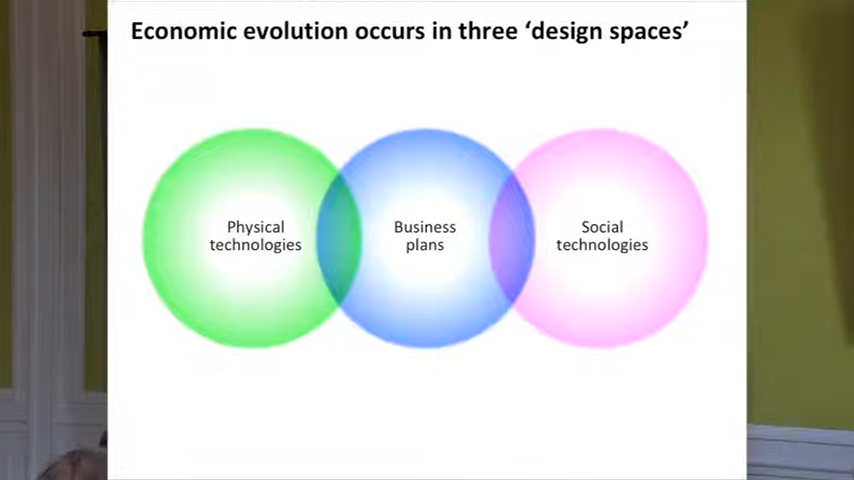 Economic evolution occurs in three ‘design spaces’
Physical
technologies
Business
plans
Social
technologies